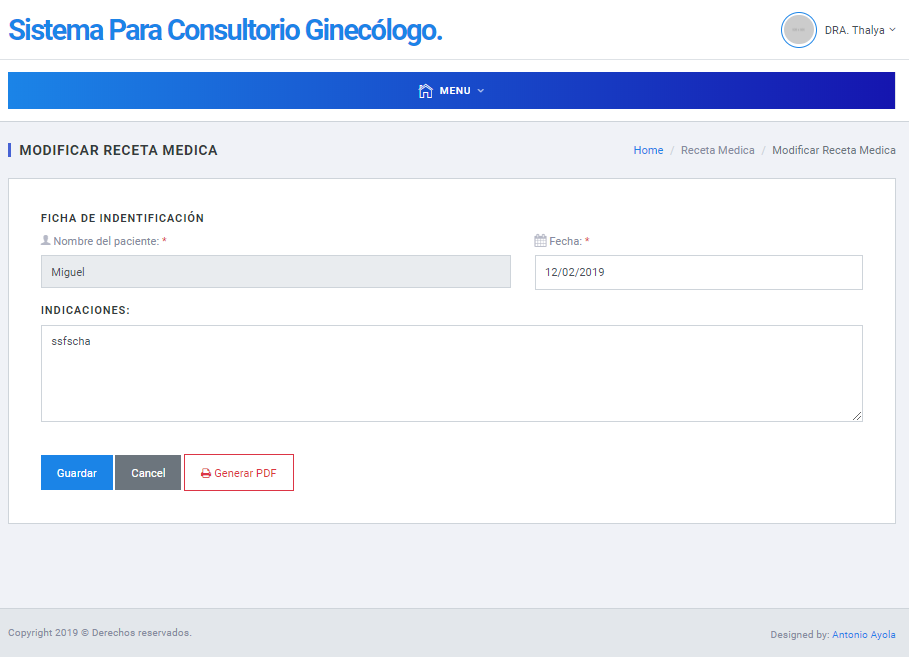 Sistema Para Consultorio Ginecólogo.
DRA. Thalya
MENU
MODIFICAR RECETA MEDICA
Home / Receta Medica / Modificar Receta Medica
FICHA DE INDENTIFICACIÓN
Nombre del paciente: *
Fecha: *
Miguel
12/02/2019
INDICACIONES:
ssfscha
Guardar
Cancel
Generar PDF
Copyright 2019 © Derechos reservados.
Designed by: Antonio Ayola